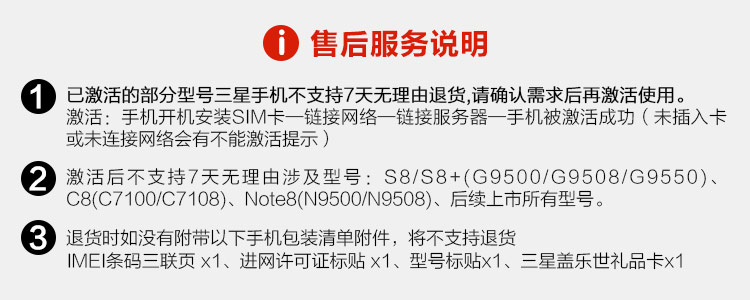 i 售后服务说明
1 已激活的部分型号三星手机不支持7天无理由退货,请确认需求后再激活使用。
激活：手机开机安装SIM卡—链接网络—链接服务器—手机被激活成功（未插入卡
或未连接网络会有不能激活提示）
2 激活后不支持7天无理由涉及型号：S8/S8+(G9500/G9508/G9550)、
C8(C7100/C7108)、Note8(N9500/N9508)、后续上市所有型号。
3 退货时如没有附带以下手机包装清单附件，将不支持退货
IMEI条码三联页 x1、进网许可证标贴 x1、型号标贴x1、三星盖乐世礼品卡x1